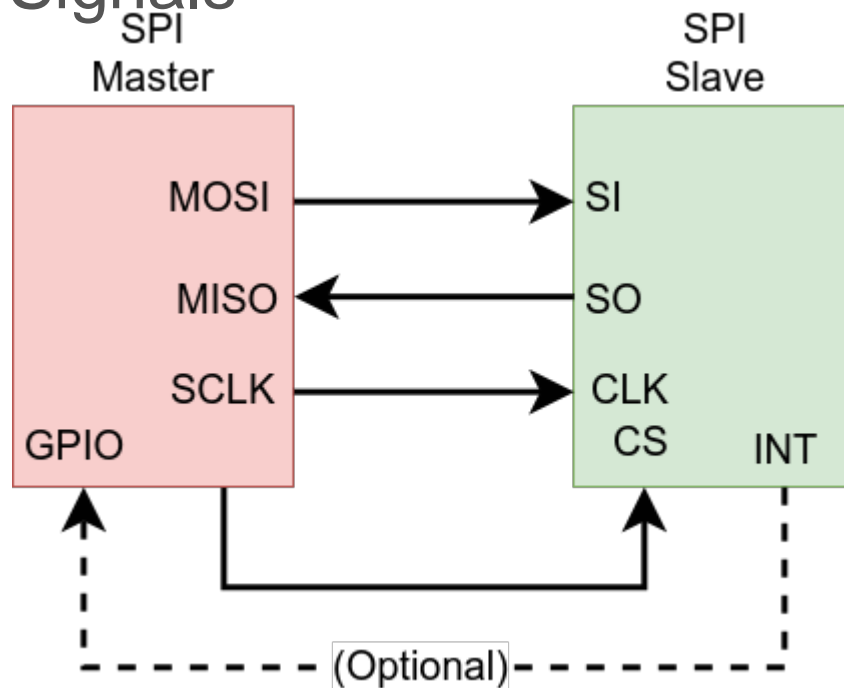 Signals
SPI
Master
SPI
Slave
MOSI
SI
MISO
SO
SCLK
CLK
GPIO
CS
INT
(Optional)